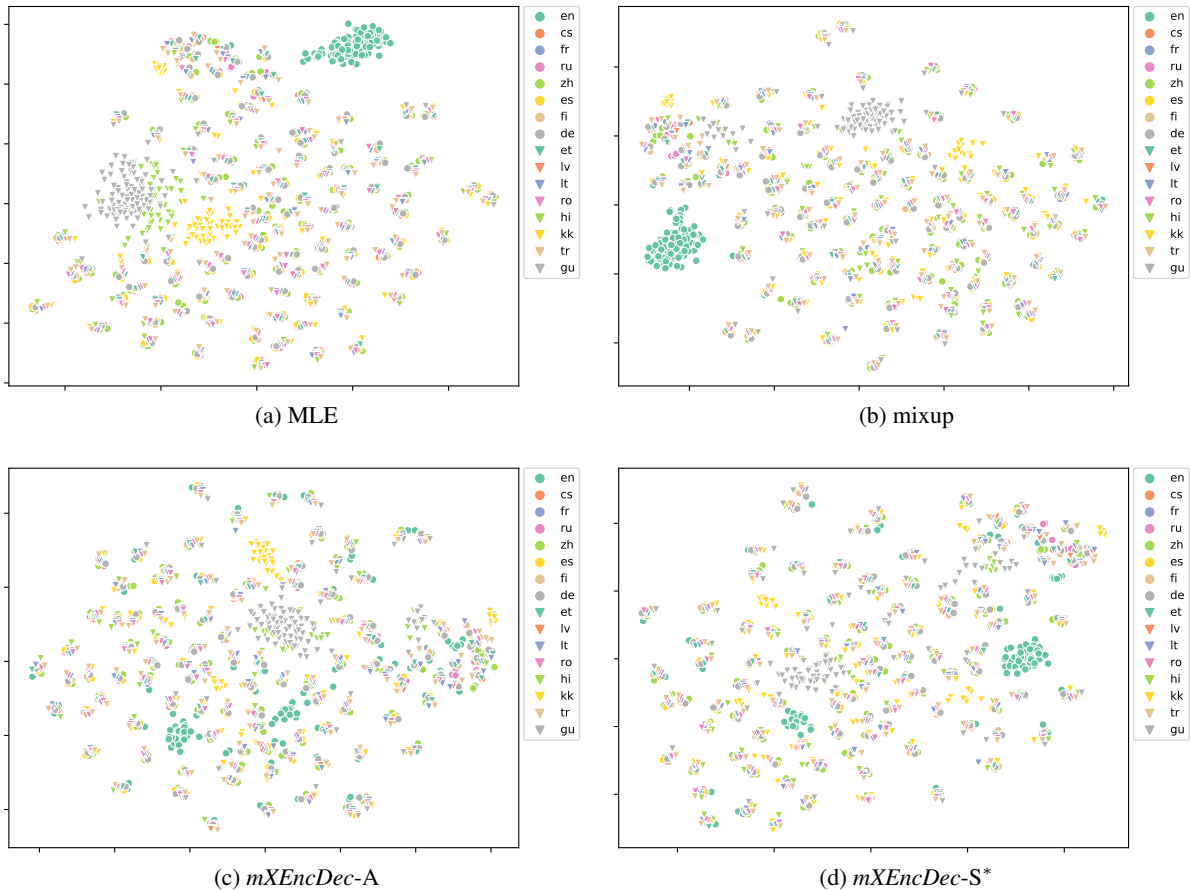 en
cs
fr
ru
zh
es
fi
de
et
lv
lt
ro
hi
kk
tr
gu
(a) MLE
en
cs
fr
ru
zh
es
fi
de
et
lv
lt
ro
hi
kk
tr
gu
(b) mixup
en
cs
fr
ru
zh
es
fi
de
et
lv
lt
ro
hi
kk
tr
gu
(c) mXEncDec-A
en
cs
fr
ru
zh
es
fi
de
et
lv
lt
ro
hi
kk
tr
gu
(d) mXEncDec-S*